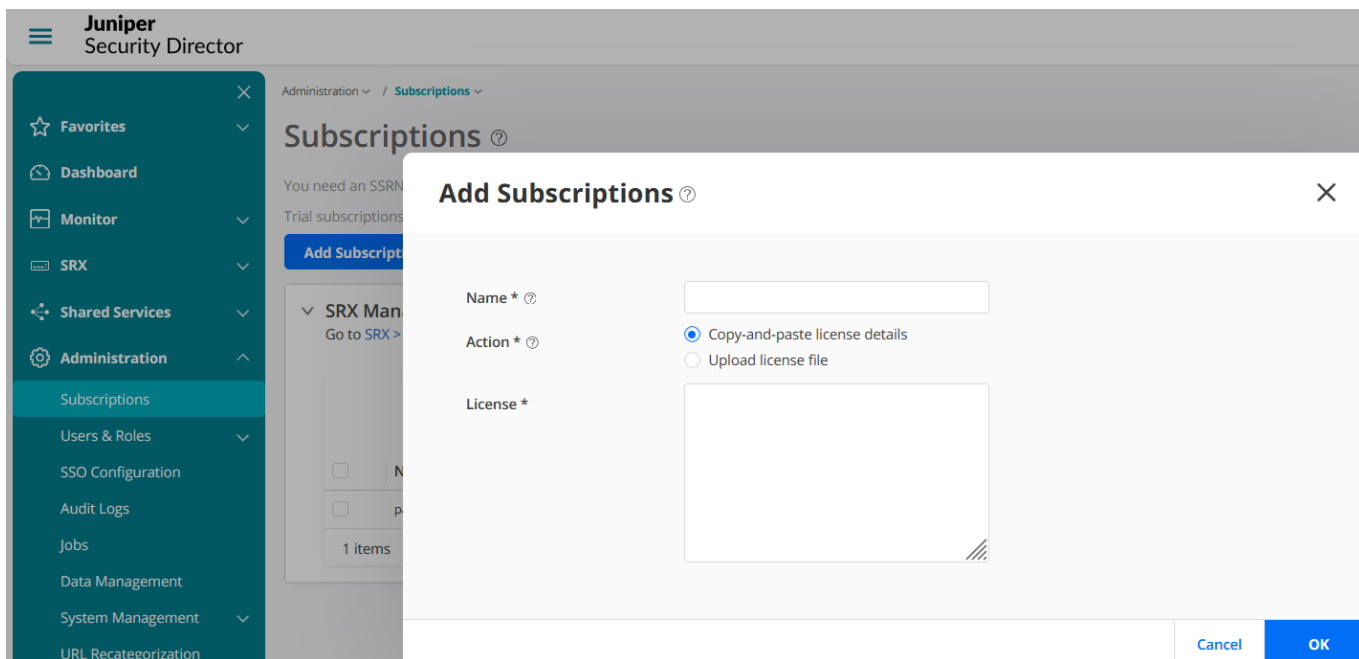 Juniper
Security Director
Administration / Subscriptions
Favorites
Dashboard
Monitor
SRX
Shared Services
Administration
Subscriptions
Users & Roles
SSO Configuration
Audit Logs
Jobs
Data Management
System Management
URL Recategorization
Subscriptions
You need an SSRN
Trial subscriptions
Add Subscripti
SRX Man
Go to SRX >
N
1 items
Add Subscriptions
Name *
Action *
Copy-and-paste license details
Upload license file
License *
Cancel
OK